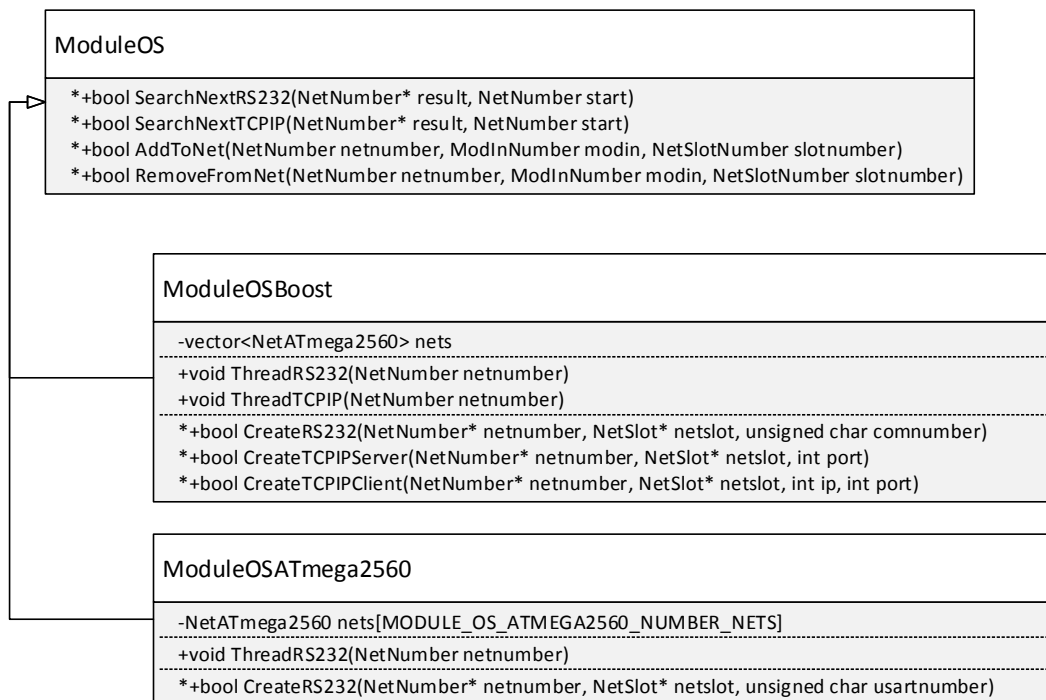 ModuleOS
*+bool SearchNextRS232(NetNumber* result, NetNumber start)
*+bool SearchNextTCPIP(NetNumber* result, NetNumber start)
*+bool AddToNet(NetNumber netnumber, ModInNumber modin, NetSlotNumber slotnumber)
*+bool RemoveFromNet(NetNumber netnumber, ModInNumber modin, NetSlotNumber slotnumber)
ModuleOSBoost
-vector<NetATmega2560> nets
+void ThreadRS232(NetNumber netnumber)
+void ThreadTCPIP(NetNumber netnumber)
*+bool CreateRS232(NetNumber* netnumber, NetSlot* netslot, unsigned char comnumber)
*+bool CreateTCPIPServer(NetNumber* netnumber, NetSlot* netslot, int port)
*+bool CreateTCPIPClient(NetNumber* netnumber, NetSlot* netslot, int ip, int port)
ModuleOSATmega2560
-NetATmega2560 nets[MODULE_OS_ATMEGA2560_NUMBER_NETS]
+void ThreadRS232(NetNumber netnumber)
*+bool CreateRS232(NetNumber* netnumber, NetSlot* netslot, unsigned char usartnumber)